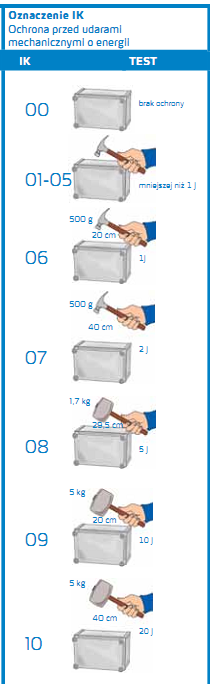 Oznaczenie IK
Ochrona przed udarami
mechanicznymi o energii
IK TEST
00 brak ochrony
01-05 mniejszej niż 1 J
500 g
20 cm
06 1J
500 g
40 cm
07 2 J
1,7 kg
29,5 cm
08 5 J
5 kg
20 cm
09 10 J
5 kg
40 cm
20 J
10